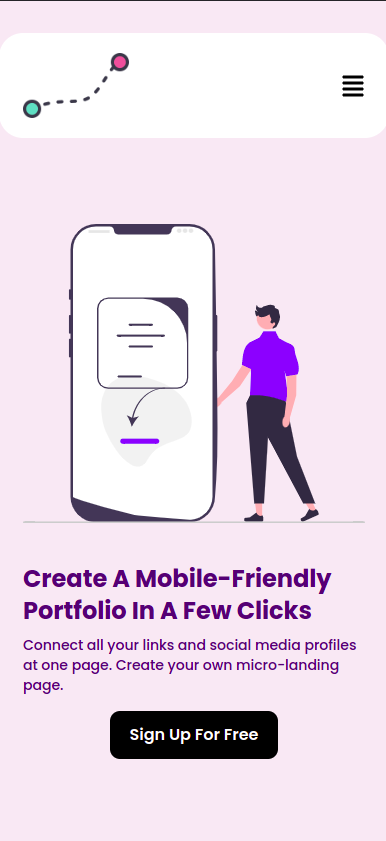 Create A Mobile-Friendly
Portfolio In A Few Clicks
Connect all your links and social media profiles
at one page. Create your own micro-landing
page.
Sign Up For Free